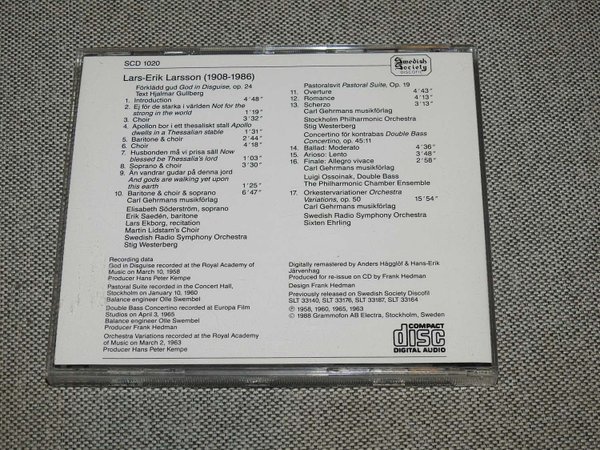 SCD 1020
Swedish
Society
DISCOFIL
Lars-Erik Larsson (1908-1986)
Förklädd gud God in Disguise, op. 24
Text Hjalmar Gullberg
1. Introduction 4'48"
2. Ej för de starka i världen Not for the
strong in the world 1'19"
3. Choir 3'32"
4. Apollon bor i ett thessaliskt stall Apollo
dwells in a Thessalian stable
1'31"
5. Baritone & choir 2'44"
6. Choir 4'18"
7. Husbonden må vi prisa säll Now
blessed be Thessalia's lord
1'03"
8. Soprano & choir 3'30"
9. Än vandrar gudar på denna jord
And gods are walking yet upon
this earth 1'25"
10. Baritone & choir & soprano 6'47"
Carl Gehrmans musikförlag
Elisabeth Söderström, soprano
Erik Saedén, baritone
Lars Ekborg, recitation
Martin Lidstam's Choir
Swedish Radio Symphony Orchestra
Stig Westerberg
Pastoralsvit Pastoral Suite, Op. 19
11. Overture 4'43"
12. Romance 4'13"
13. Scherzo 3'13"
Carl Gehrmans musikförlag
Stockholm Philharmonic Orchestra
Stig Westerberg
Concertino för kontrabas Double Bass
Concertino, op. 45:11
14. Ballad: Moderato 4'36"
15. Arioso: Lento 3'48"
16. Finale: Allegro vivace 2'58"
Carl Gehrmans musikförlag
Luigi Ossoinak, Double Bass
The Philharmonic Chamber Ensemble
17. Orkestervariationer Orchestra
Variations, op. 50 15'54"
Carl Gehrmans musikförlag
Swedish Radio Symphony Orchestra
Sixten Ehrling
Recording data
God in Disguise recorded at the Royal Academy of
Music on March 10, 1958
Producer Hans Peter Kempe
Pastoral Suite recorded in the Concert Hall,
Stockholm on January 10, 1960
Balance engineer Olle Swembel
Double Bass Concertino recorded at Europa Film
Studios on April 3, 1965
Balance engineer Olle Swembel
Producer Frank Hedman
Orchestra Variations recorded at the Royal Academy
of Music on March 2, 1963
Producer Hans Peter Kempe
Digitally remastered by Anders Hägglöf & Hans-Erik
Järvenhag
Produced for re-issue on CD by Frank Hedman
Design Frank Hedman
Previously released on Swedish Society Discofil
SLT 33140, SLT 33176, SLT 33187, SLT 33164
℗ 1958, 1960, 1965, 1963
© 1988 Grammofon AB Electra, Stockholm, Sweden
COMPACT
disc
DIGITAL AUDIO